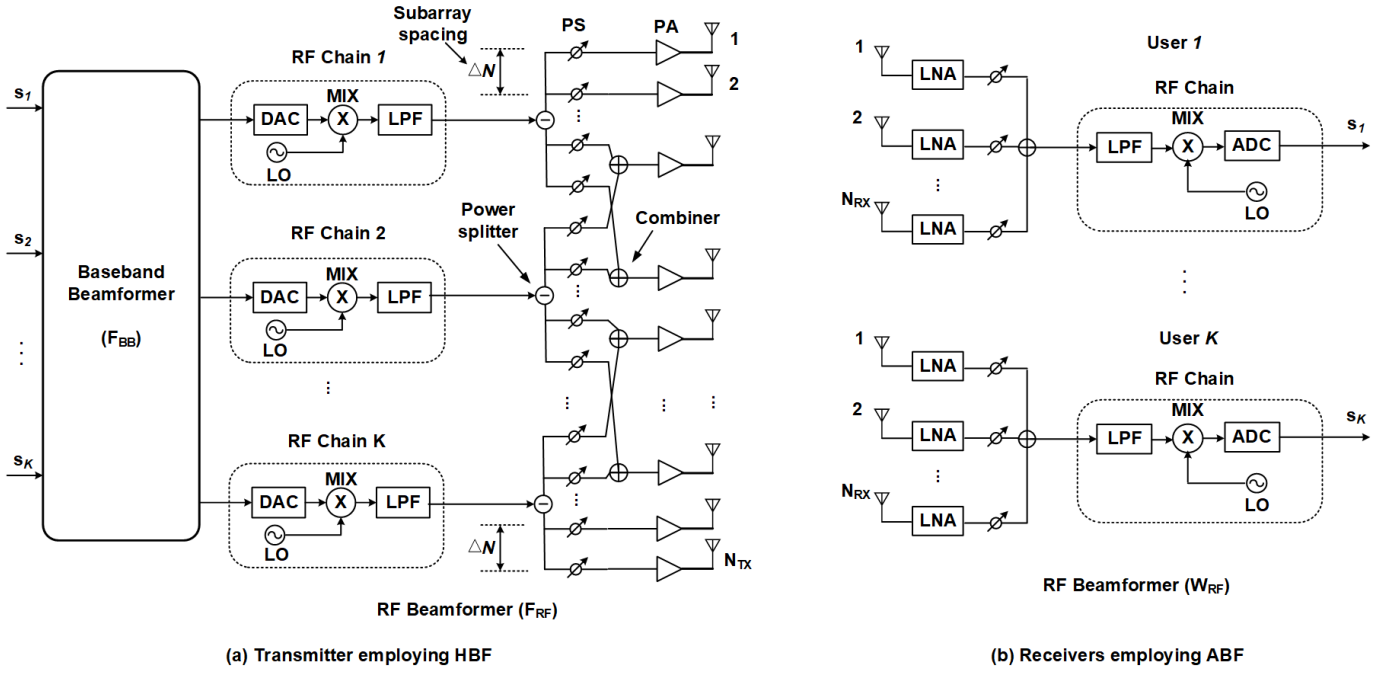 Subarray
spacing
PS
PA
1
△N
2
RF Chain 1
MIX
DAC
X
LPF
LO
s1
−
Power
splitter
Combiner
RF Chain 2
s2
MIX
DAC
X
LPF
LO
−
Baseband
Beamformer
(FBB)
RF Chain K
sK
MIX
DAC
X
LPF
LO
−
△N
NTX
RF Beamformer (FRF)
(a) Transmitter employing HBF
User 1
1
LNA
2
LNA
NRX
LNA
RF Chain
MIX
LPF
X
ADC
s1
LO
User K
1
LNA
2
LNA
NRX
LNA
RF Chain
MIX
LPF
X
ADC
sK
LO
RF Beamformer (WRF)
(b) Receivers employing ABF